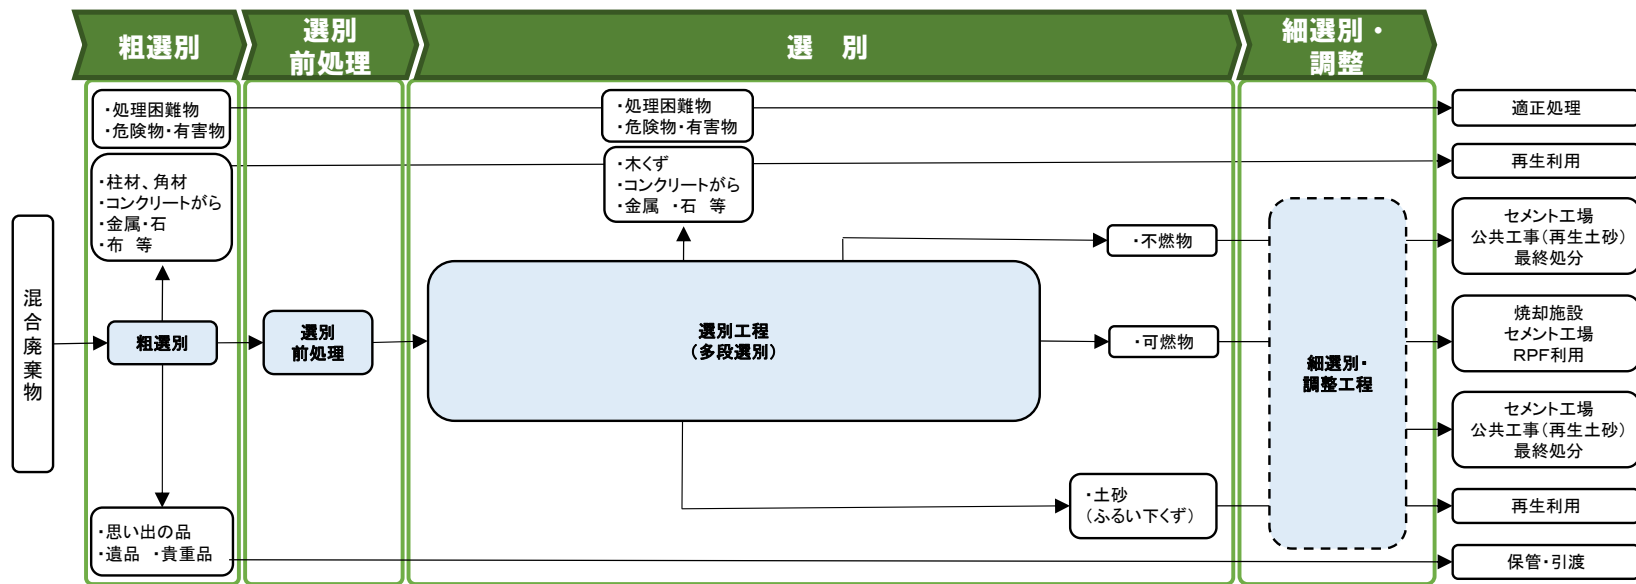 粗選別
選別
前処理
選　別
細選別・
調整
・処理困難物
・危険物・有害物
・処理困難物
・危険物・有害物
適正処理
・柱材、角材
・コンクリートがら
・金属・石
・布　等
・木くず
・コンクリートがら
・金属　・石　等
再生利用
混合廃棄物
粗選別
選別
前処理
選別工程
（多段選別）
・不燃物
・可燃物
・土砂
（ふるい下くず）
細選別・
調整工程
セメント工場
公共工事（再生土砂）
最終処分
焼却施設
セメント工場
RPF利用
セメント工場
公共工事（再生土砂）
最終処分
再生利用
・思い出の品
・遺品　・貴重品
保管・引渡